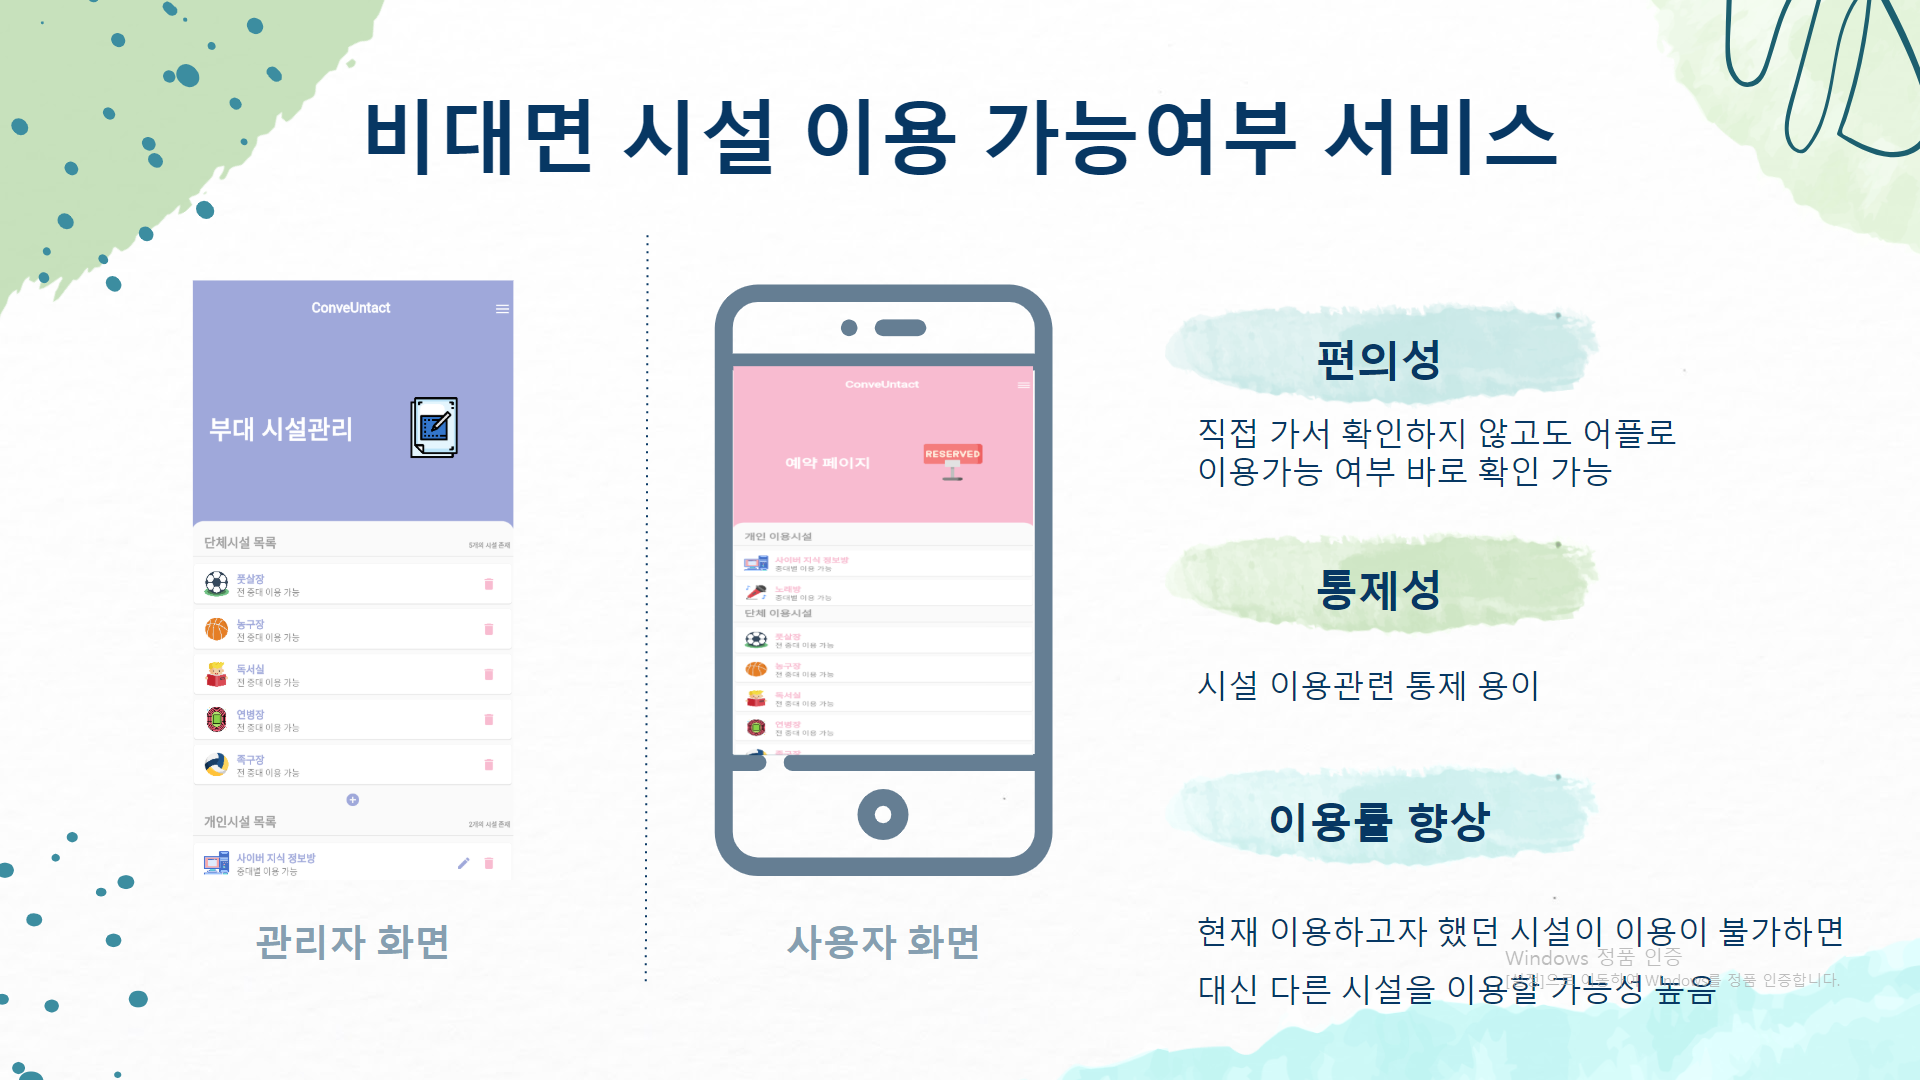 비대면 시설 이용 가능여부 서비스
ConveUntact
부대 시설관리
단체시설 목록
5개의 시설 존재
풋살장
전 중대 이용 가능
농구장
전 중대 이용 가능
독서실
전 중대 이용 가능
연병장
전 중대 이용 가능
족구장
전 중대 이용 가능
개인시설 목록
2개의 시설 존재
사이버 지식 정보방
중대별 이용 가능
관리자 화면
ConveUntact
예약 페이지
RESERVED
개인 이용시설
사이버 지식 정보방
중대별 이용 가능
노래방
중대별 이용 가능
단체 이용시설
풋살장
전 중대 이용 가능
농구장
전 중대 이용 가능
독서실
전 중대 이용 가능
연병장
전 중대 이용 가능
사용자 화면
편의성
직접 가서 확인하지 않고도 어플로
이용가능 여부 바로 확인 가능
통제성
시설 이용관련 통제 용이
이용률 향상
현재 이용하고자 했던 시설이 이용이 불가하면
대신 다른 시설을 이용할 가능성 높음
Windows 정품 인증
[설정]으로 이동하여 Windows를 정품 인증합니다.